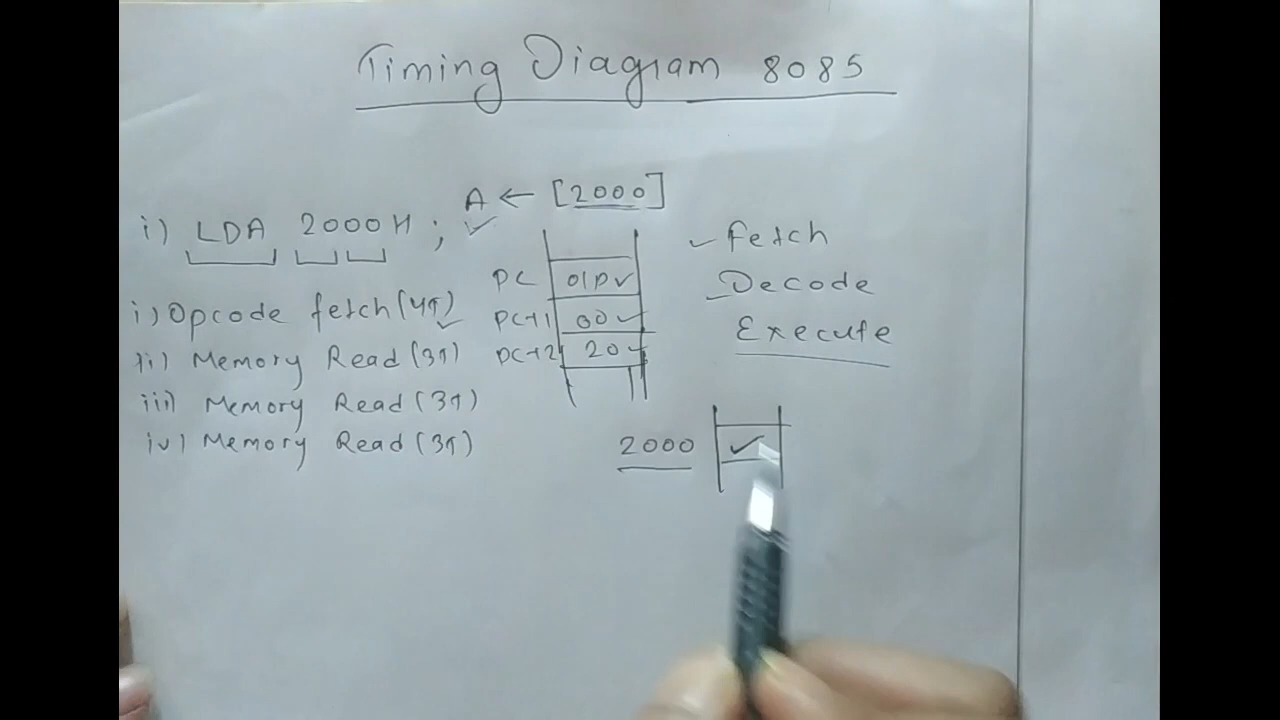 Timing Diagram 8085
A ← [2000]
i) LDA 2000H ;
PC O/P
PC+1 00
PC+2 20
i) Opcode fetch (4T)
ii) Memory Read (3T)
iii) Memory Read (3T)
iv) Memory Read (3T)
Fetch
Decode
Execute
2000